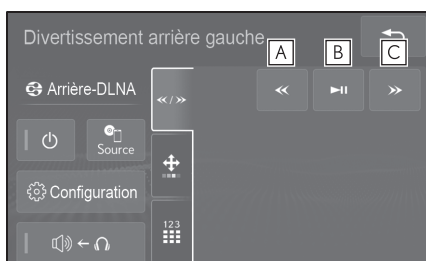 Divertissement arrière gauche
A B C
Arrière-DLNA
Source
Configuration
123